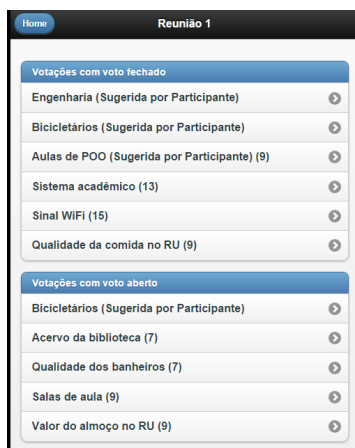 Home
Reunião 1
Votações com voto fechado
Engenharia (Sugerida por Participante)
Bicicletários (Sugerida por Participante)
Aulas de POO (Sugerida por Participante) (9)
Sistema acadêmico (13)
Sinal WiFi (15)
Qualidade da comida no RU (9)
Votações com voto aberto
Bicicletários (Sugerida por Participante)
Acervo da biblioteca (7)
Qualidade dos banheiros (7)
Salas de aula (9)
Valor do almoço no RU (9)